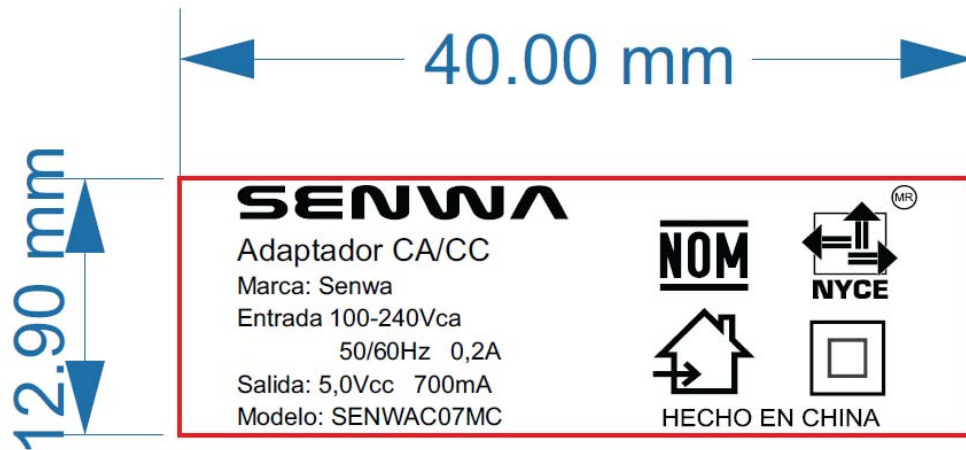 40.00 mm
12.90 mm
SENWA
Adaptador CA/CC
Marca: Senwa
Entrada 100-240Vca
50/60Hz 0,2A
Salida: 5,0Vcc 700mA
Modelo: SENWAC07MC
NOM
MR
NYCE
HECHO EN CHINA